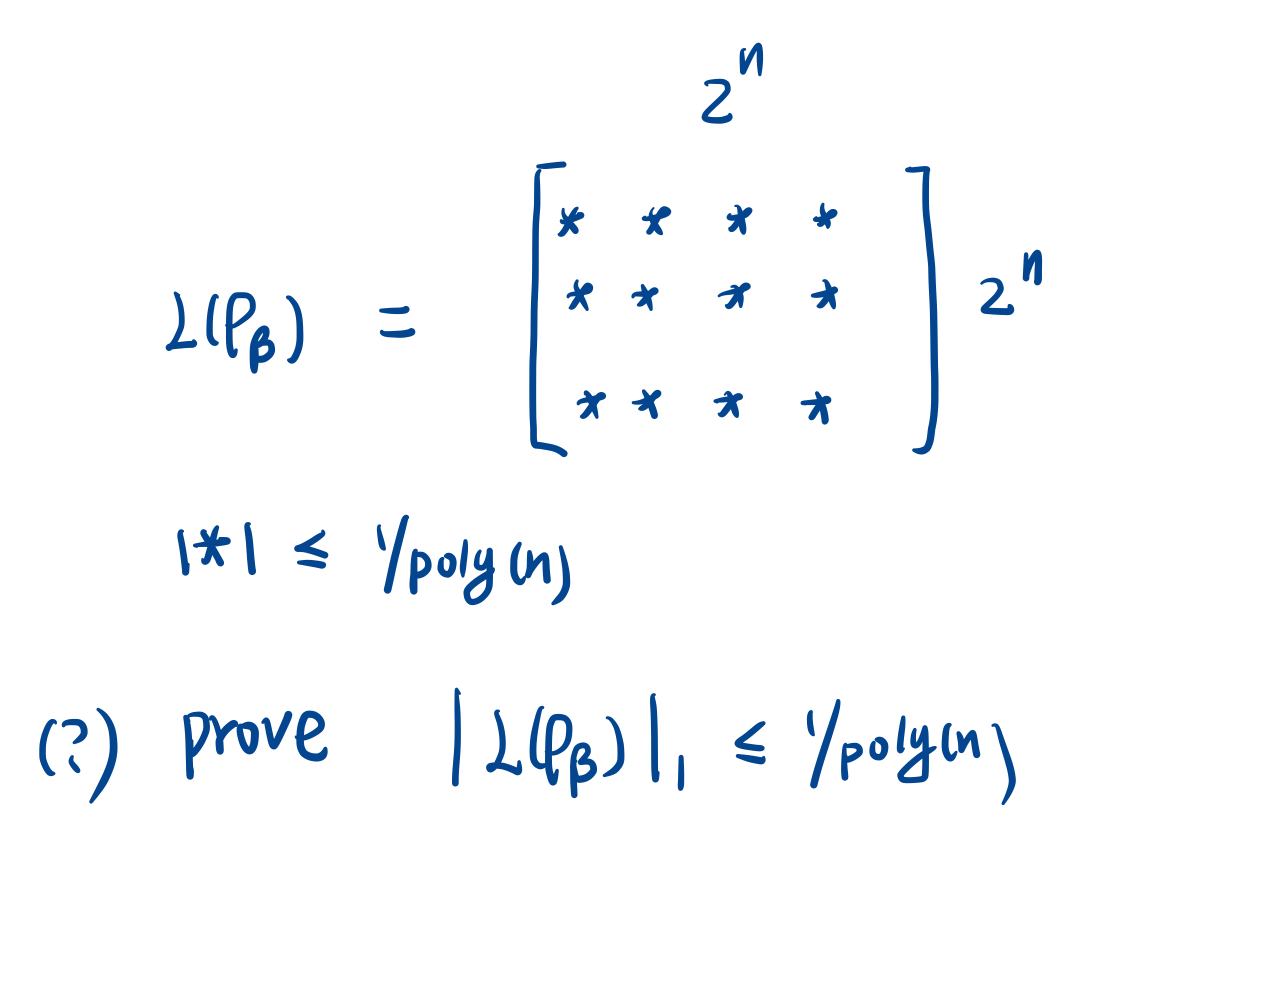 2^n
L(ρ_β) = [ * * * *
* * * *
* * * * ] 2^n
|*| ≤ 1/poly(n)
(?) prove |L(ρ_β)|_1 ≤ 1/poly(n)